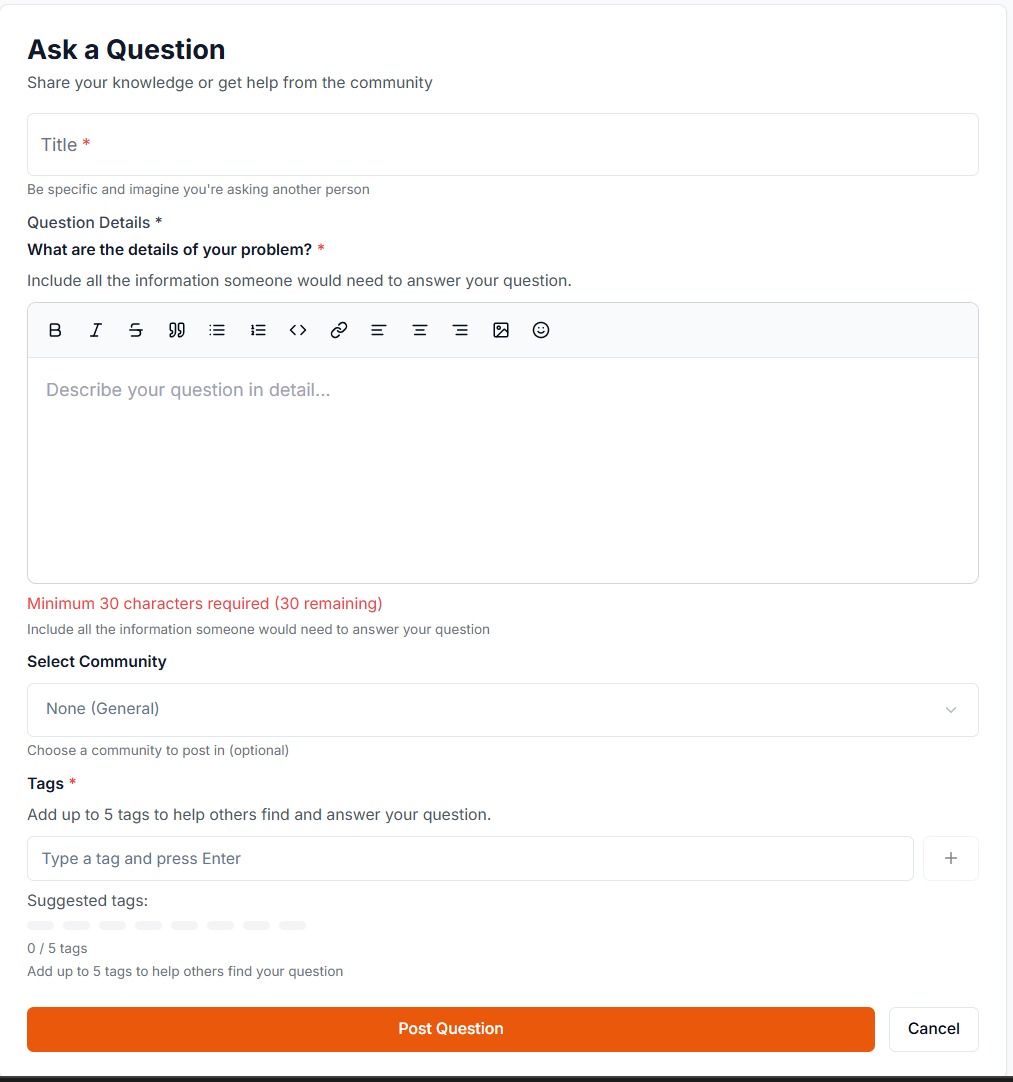 Ask a Question
Share your knowledge or get help from the community
Title *
Be specific and imagine you're asking another person
Question Details *
What are the details of your problem? *
Include all the information someone would need to answer your question.
Describe your question in detail...
Minimum 30 characters required (30 remaining)
Include all the information someone would need to answer your question
Select Community
None (General)
Choose a community to post in (optional)
Tags *
Add up to 5 tags to help others find and answer your question.
Type a tag and press Enter
Suggested tags:
0 / 5 tags
Add up to 5 tags to help others find your question
Post Question Cancel